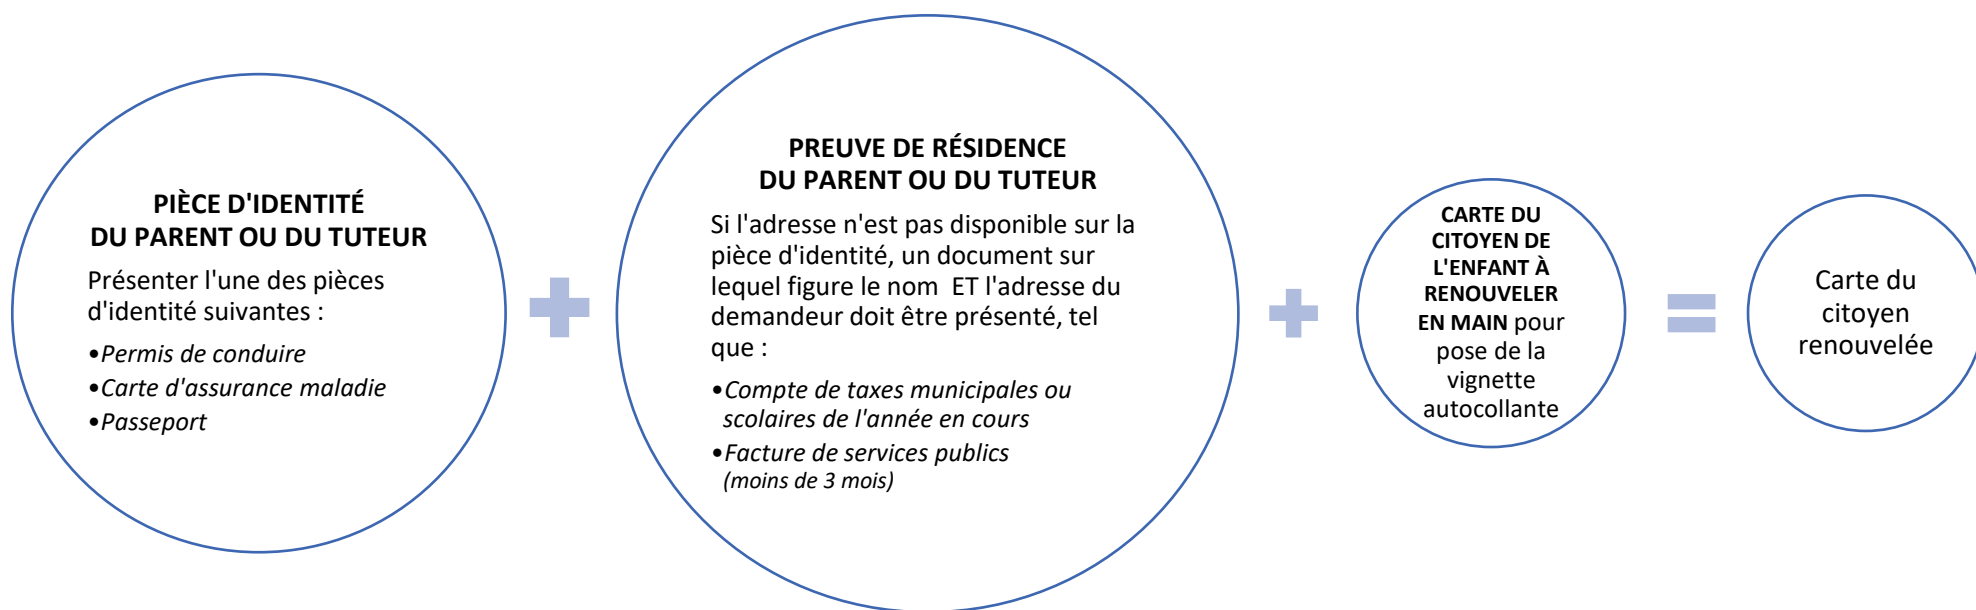 PIÈCE D'IDENTITÉ
DU PARENT OU DU TUTEUR
Présenter l'une des pièces
d'identité suivantes :
•Permis de conduire
•Carte d'assurance maladie
•Passeport
PREUVE DE RÉSIDENCE
DU PARENT OU DU TUTEUR
Si l'adresse n'est pas disponible sur la
pièce d'identité, un document sur
lequel figure le nom  ET l'adresse du
demandeur doit être présenté, tel
que :
•Compte de taxes municipales ou
scolaires de l'année en cours
•Facture de services publics
(moins de 3 mois)
CARTE DU
CITOYEN DE
L'ENFANT À
RENOUVELER
EN MAIN pour
pose de la
vignette
autocollante
Carte du
citoyen
renouvelée